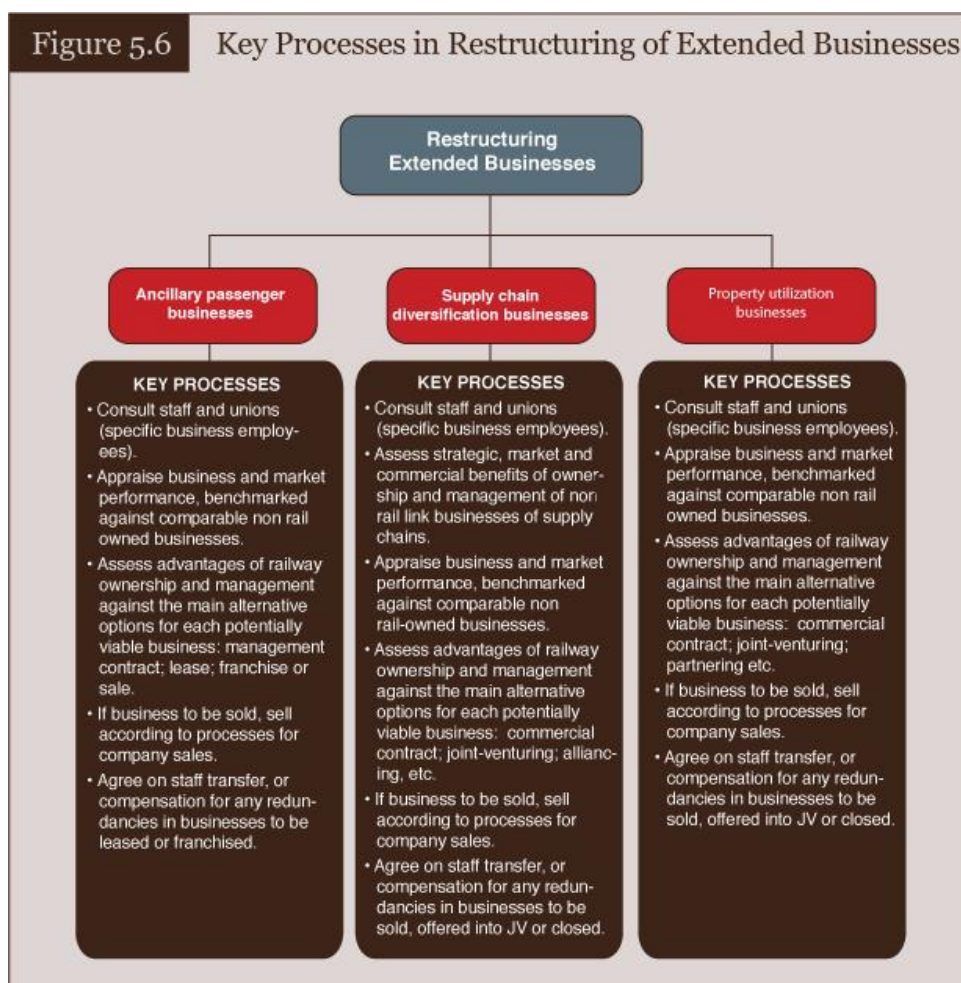 Figure 5.6
Key Processes in Restructuring of Extended Businesses
Restructuring
Extended Businesses
Ancillary passenger
businesses
KEY PROCESSES
• Consult staff and unions
(specific business employ-
ees).
• Appraise business and market
performance, benchmarked
against comparable non rail
owned businesses.
• Assess advantages of railway
ownership and management
against the main alternative
options for each potentially
viable business: management
contract; lease; franchise or
sale.
• If business to be sold, sell
according to processes for
company sales.
• Agree on staff transfer, or
compensation for any redun-
dancies in businesses to be
leased or franchised.
Supply chain
diversification businesses
KEY PROCESSES
• Consult staff and unions
(specific business employees).
• Assess strategic, market and
commercial benefits of owner-
ship and management of non
rail link businesses of supply
chains.
• Appraise business and market
performance, benchmarked
against comparable non
rail-owned businesses.
• Assess advantages of railway
ownership and management
against the main alternative
options for each potentially
viable business: commercial
contract; joint-venturing; allianc-
ing, etc.
• If business to be sold, sell
according to processes for
company sales.
• Agree on staff transfer, or
compensation for any redun-
dancies in businesses to be
sold, offered into JV or closed.
Property utilization
businesses
KEY PROCESSES
• Consult staff and unions
(specific business employees).
• Appraise business and market
performance, benchmarked
against comparable non rail
owned businesses.
• Assess advantages of railway
ownership and management
against the main alternative
options for each potentially
viable business: commercial
contract; joint-venturing;
partnering etc.
• If business to be sold, sell
according to processes for
company sales.
• Agree on staff transfer, or
compensation for any redun-
dancies in businesses to be
sold, offered into JV or closed.